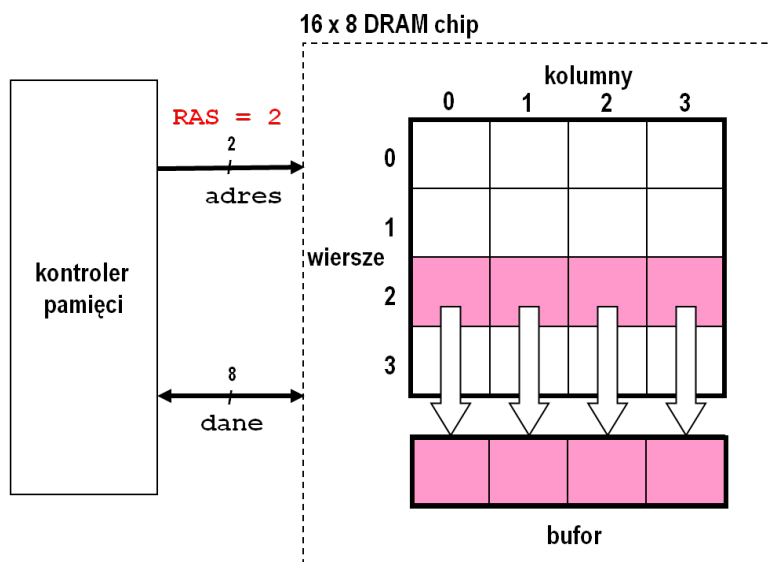 16 x 8 DRAM chip
kolumny
0 1 2 3
RAS = 2
2
adres
0
1
wiersze
2
3
kontroler
pamięci
8
dane
bufor